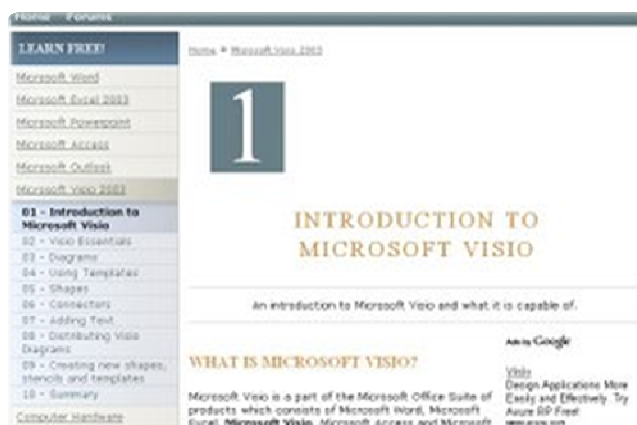 Home Forums
LEARN FREE!
Microsoft Word
Microsoft Excel 2003
Microsoft Powerpoint
Microsoft Access
Microsoft Outlook
Microsoft Visio 2003
01 - Introduction to
Microsoft Visio
02 - Visio Essentials
03 - Diagrams
04 - Using Templates
05 - Shapes
06 - Connectors
07 - Adding Text
08 - Distributing Visio
Diagrams
09 - Creating new shapes,
stencils and templates
10 - Summary
Computer Hardware
Home » Microsoft Visio 2003
1
INTRODUCTION TO
MICROSOFT VISIO
An introduction to Microsoft Visio and what it is capable of.
WHAT IS MICROSOFT VISIO?
Microsoft Visio is a part of the Microsoft Office Suite of
products which consists of Microsoft Word, Microsoft
Excel, Microsoft Visio, Microsoft Access and Microsoft
Ads by Google
Visio
Design Applications More
Easily and Effectively. Try
Axure RP Free!